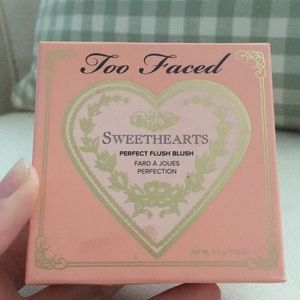 Too Faced
SWEETHEARTS
PERFECT FLUSH BLUSH
FARD À JOUES
PERFECTION